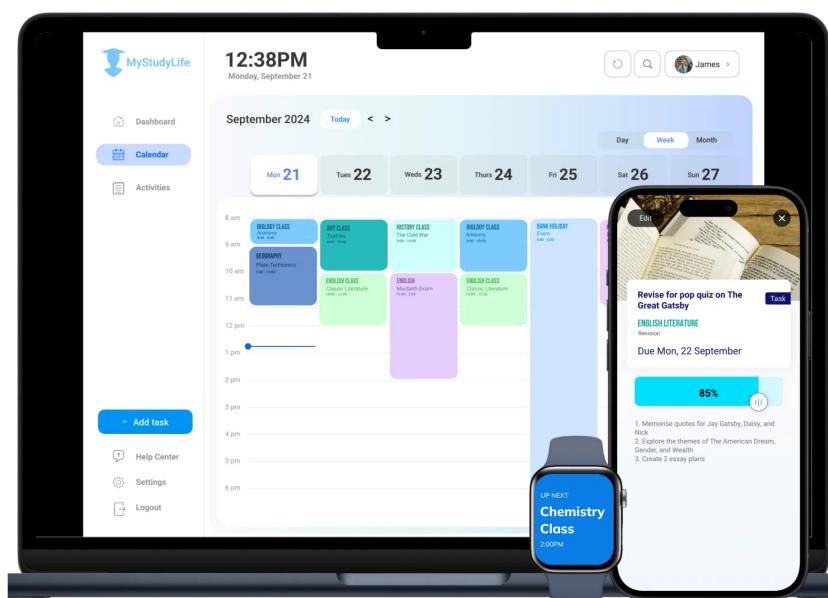 MyStudyLife
12:38PM
Monday, September 21
James >
Dashboard
Calendar
Activities
September 2024
Today
< >
Day
Week
Month
Mon 21
Tues 22
Weds 23
Thurs 24
Fri 25
Sat 26
Sun 27
8 am
9 am
10 am
11 am
12 pm
1 pm
2 pm
3 pm
4 pm
5 pm
6 pm
BIOLOGY CLASS
Anatomy
GEOGRAPHY
Plate Techtonics
ART CLASS
Textiles
ENGLISH CLASS
Classic Literature
HISTORY CLASS
The Cold War
ENGLISH
Macbeth Exam
BIOLOGY CLASS
Anatomy
ENGLISH CLASS
Classic Literature
BANK HOLIDAY
Event
+ Add task
Help Center
Settings
Logout
UP NEXT
Chemistry
Class
2:00PM
Edit
Revise for pop quiz on The
Great Gatsby
Task
ENGLISH LITERATURE
Revision
Due Mon, 22 September
85%
1. Memorise quotes for Jay Gatsby, Daisy, and
Nick
2. Explore the themes of The American Dream,
Gender, and Wealth
3. Create 2 essay plans